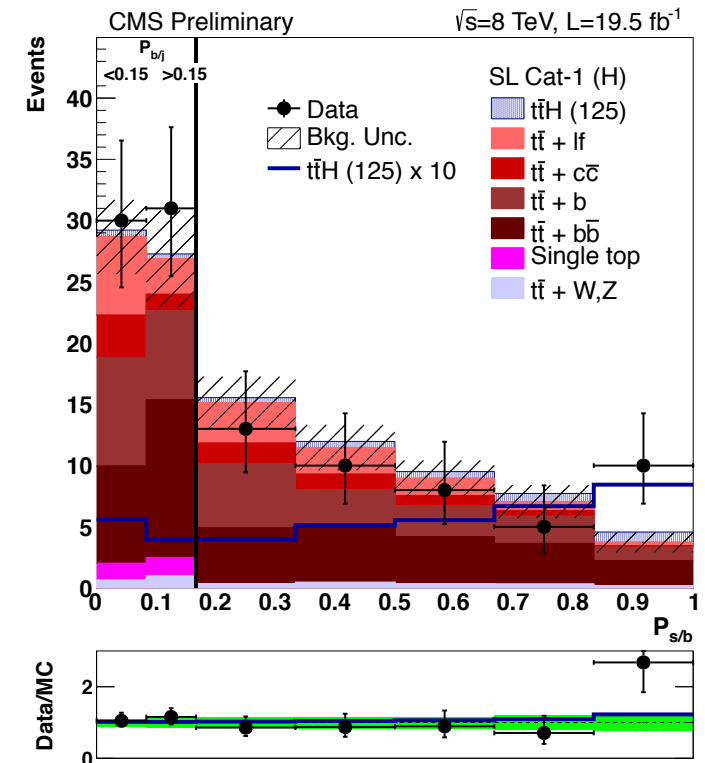 CMS Preliminary √s=8 TeV, L=19.5 fb⁻¹
Events
P_b/j
<0.15 >0.15
SL Cat-1 (H)
Data
Bkg. Unc.
tt̄H (125) x 10
tt̄H (125)
tt̄ + lf
tt̄ + cc̄
tt̄ + b
tt̄ + bb̄
Single top
tt̄ + W,Z
40
35
30
25
20
15
10
5
0
0 0.1 0.2 0.3 0.4 0.5 0.6 0.7 0.8 0.9 1
P_s/b
Data/MC
2
1
0